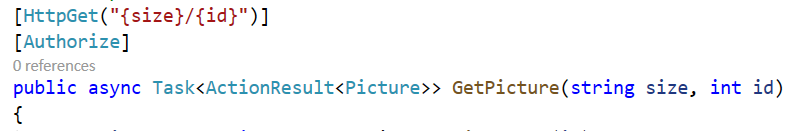 [HttpGet("{size}/{id}")]
[Authorize]
0 references
public async Task<ActionResult<Picture>> GetPicture(string size, int id)
{